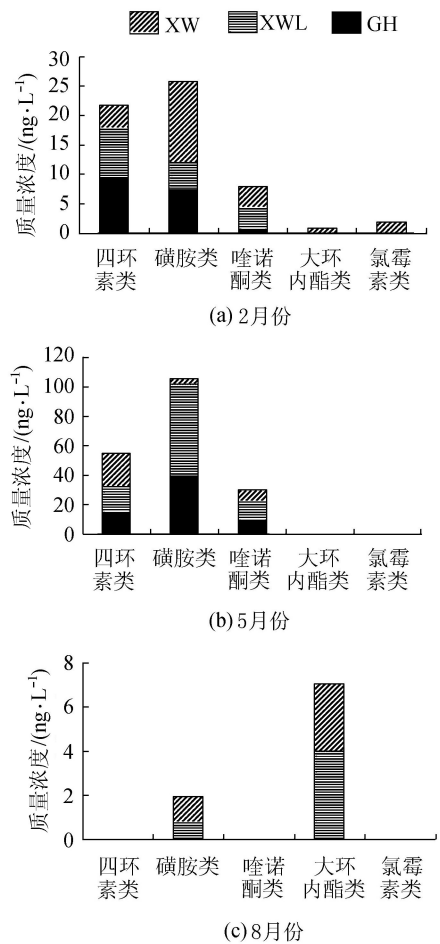 XW XWL GH
30
25
20
15
10
5
0
质量浓度/(ng·L⁻¹)
四环 磺胺类 喹诺 大环 氯霉
素类 酮类 内酯类 素类
(a) 2月份
120
100
80
60
40
20
0
质量浓度/(ng·L⁻¹)
四环 磺胺类 喹诺 大环 氯霉
素类 酮类 内酯类 素类
(b) 5月份
8
6
4
2
0
质量浓度/(ng·L⁻¹)
四环 磺胺类 喹诺 大环 氯霉
素类 酮类 内酯类 素类
(c) 8月份